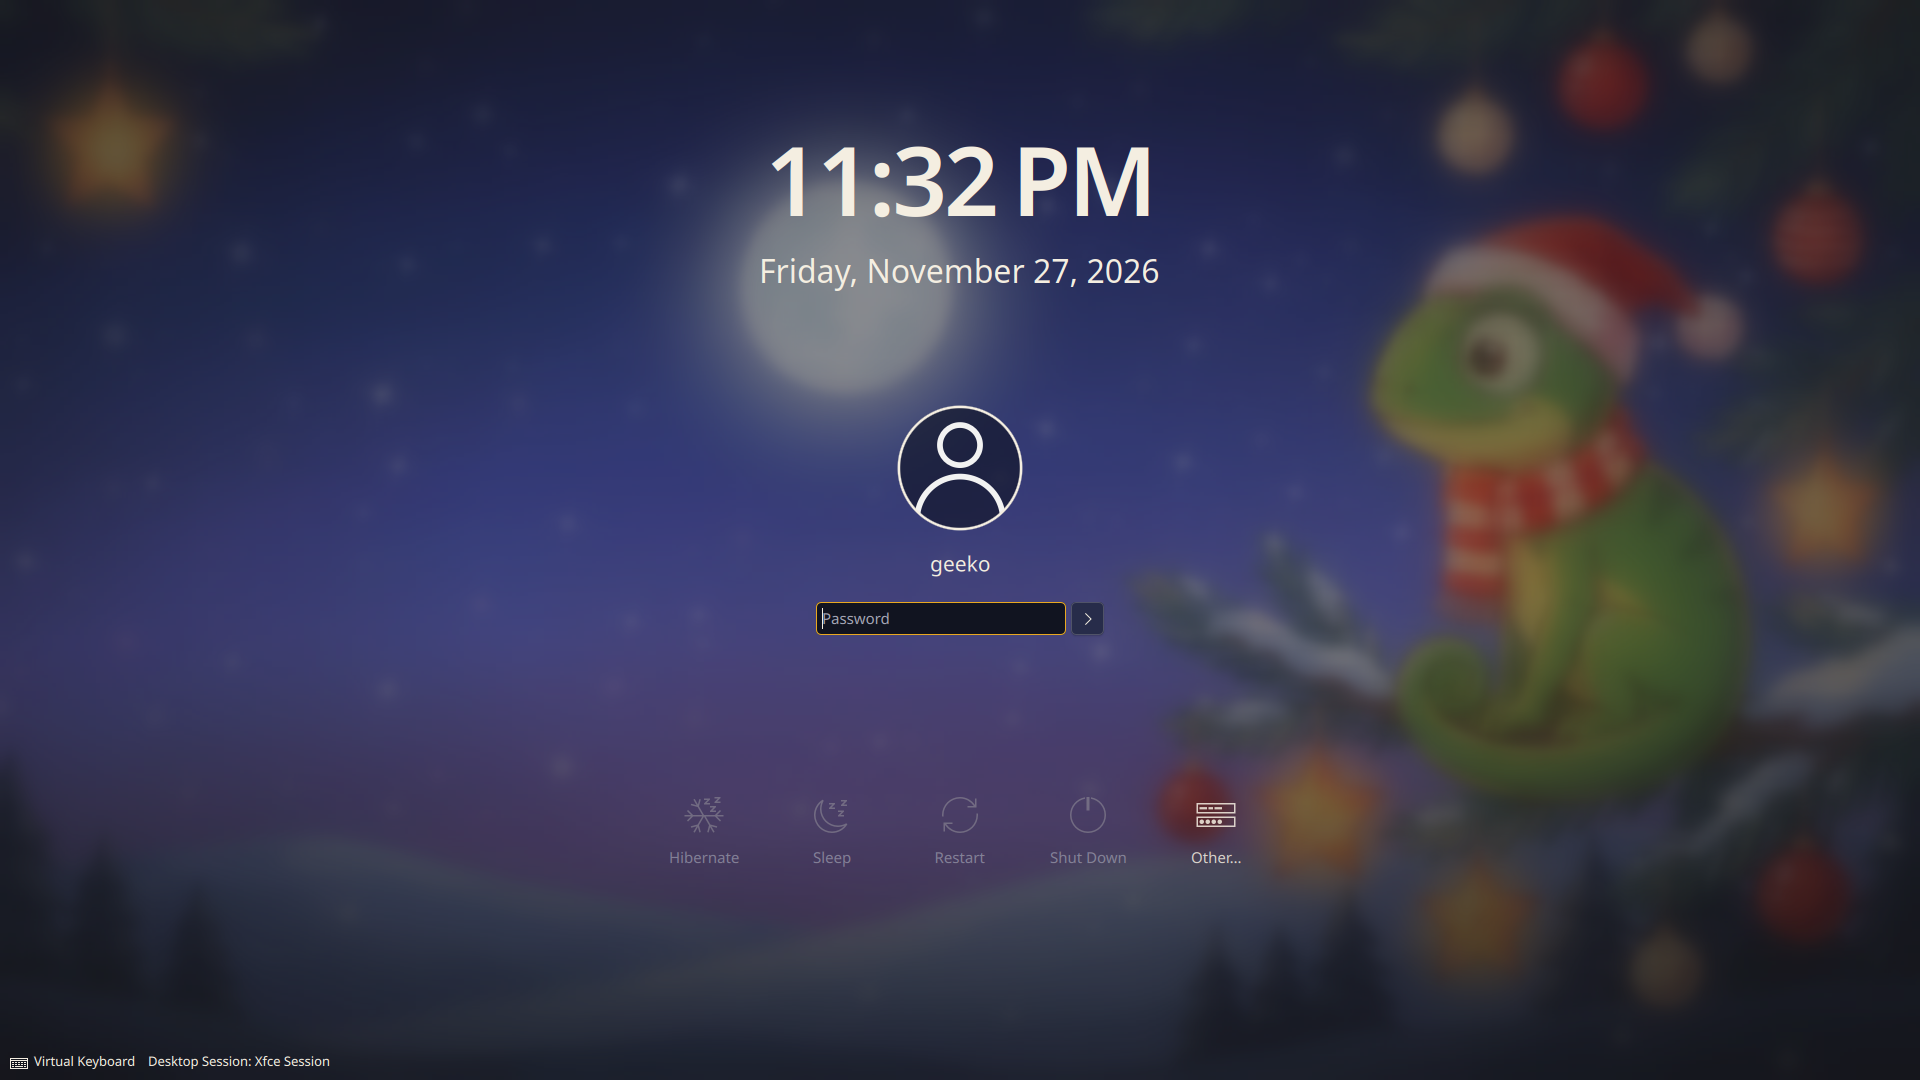 11:32 PM
Friday, November 27, 2026
geeko
Password
Hibernate
Sleep
Restart
Shut Down
Other...
Virtual Keyboard
Desktop Session: Xfce Session